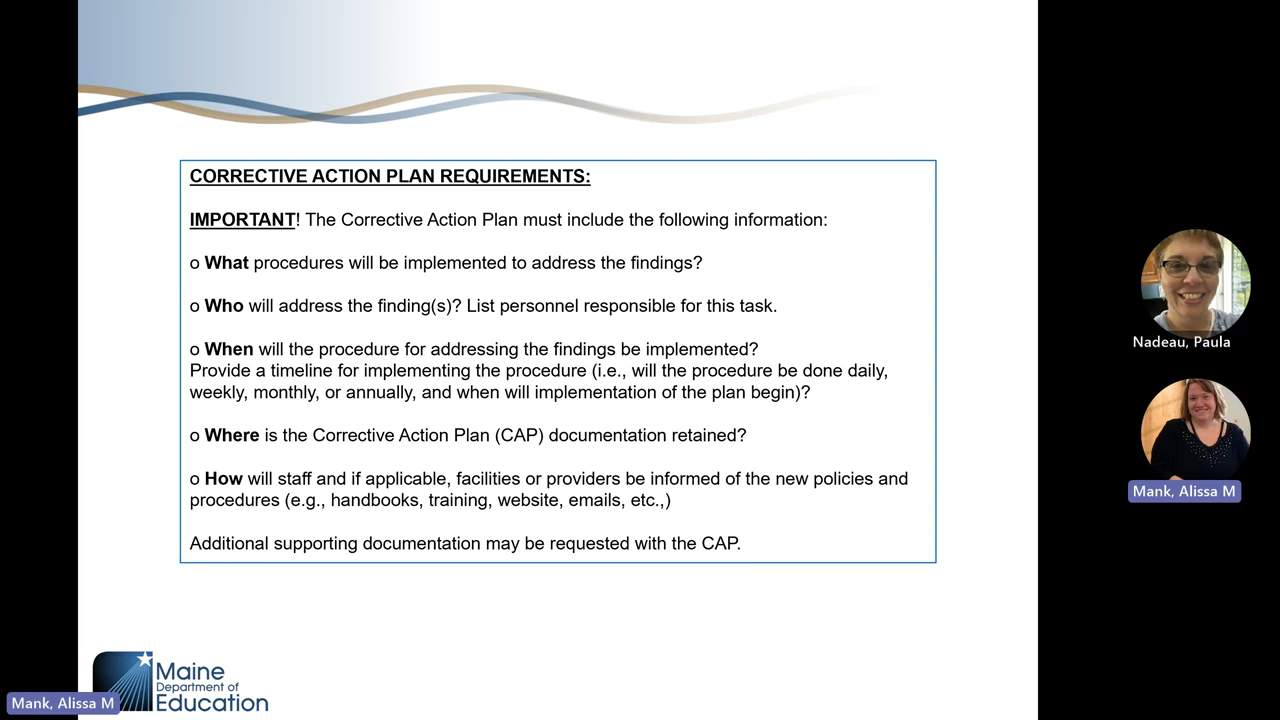 CORRECTIVE ACTION PLAN REQUIREMENTS:
IMPORTANT! The Corrective Action Plan must include the following information:
o What procedures will be implemented to address the findings?
o Who will address the finding(s)? List personnel responsible for this task.
o When will the procedure for addressing the findings be implemented?
Provide a timeline for implementing the procedure (i.e., will the procedure be done daily,
weekly, monthly, or annually, and when will implementation of the plan begin)?
o Where is the Corrective Action Plan (CAP) documentation retained?
o How will staff and if applicable, facilities or providers be informed of the new policies and
procedures (e.g., handbooks, training, website, emails, etc.,)
Additional supporting documentation may be requested with the CAP.
Nadeau, Paula
Mank, Alissa M
Maine
Department of
Education
Mank, Alissa M